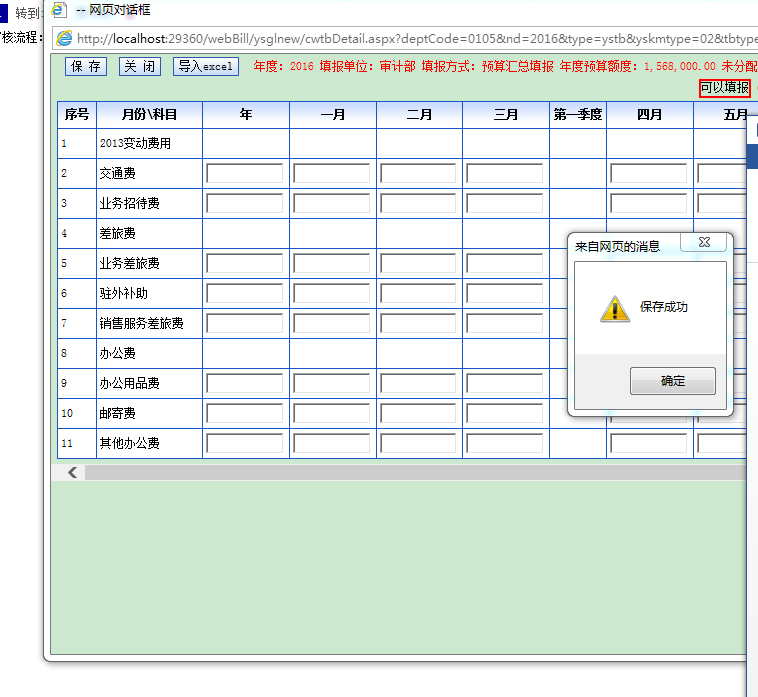 转到:
-- 网页对话框
核流程:
http://localhost:29360/webBill/ysglnew/cwtbDetail.aspx?deptCode=0105&nd=2016&type=ystb&yskmtype=02&tbtype
保 存 关 闭 导入excel 年度: 2016 填报单位: 审计部 填报方式: 预算汇总填报 年度预算额度: 1,568,000.00 未分配
可以填报
序号 月份\科目 年 一月 二月 三月 第一季度 四月 五月
1 2013变动费用
2 交通费
3 业务招待费
4 差旅费
5 业务差旅费
6 驻外补助
7 销售服务差旅费
8 办公费
9 办公用品费
10 邮寄费
11 其他办公费
来自网页的消息
保存成功
确定